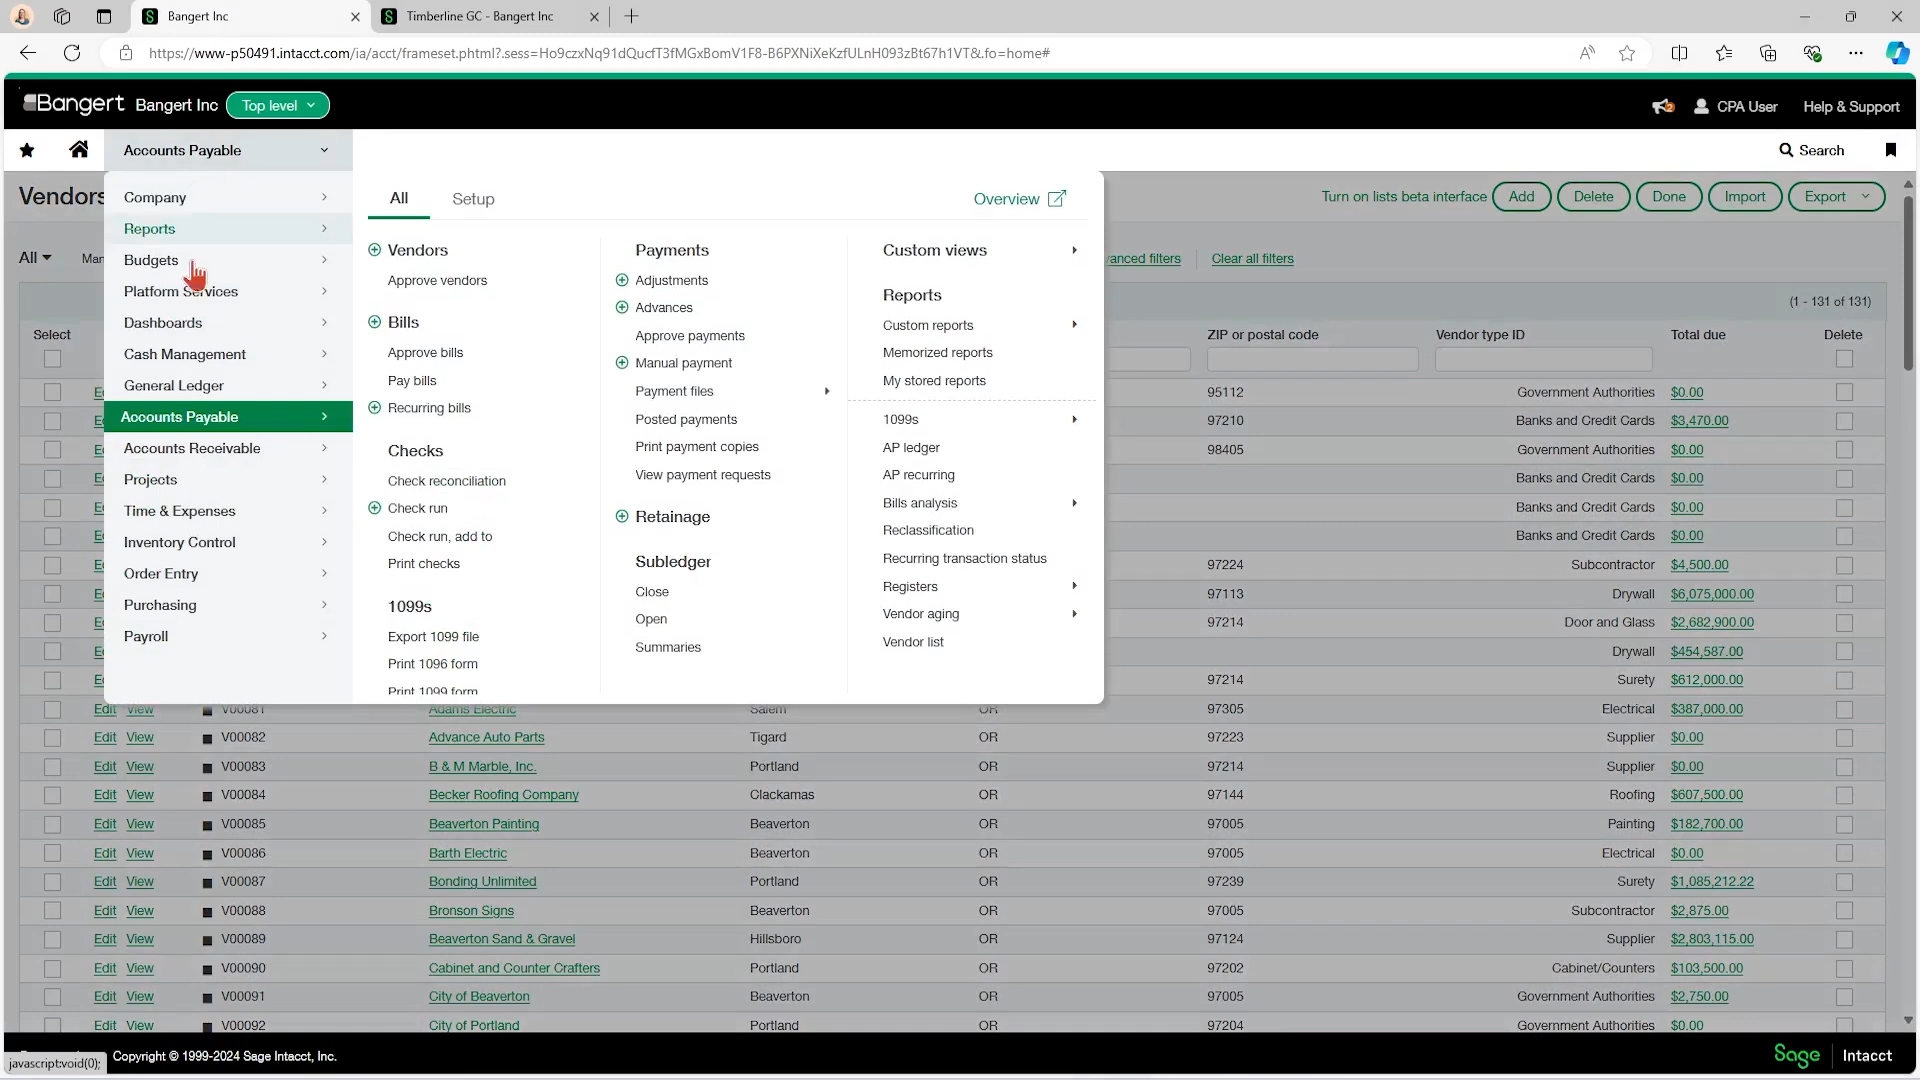 Bangert Inc
Timberline GC - Bangert Inc
https://www-p50491.intacct.com/ia/acct/frameset.phtml?.sess=Ho9czxNq91dQucfT3fMGxBomV1F8-B6PXNiXeKzfULnH093zBt67h1VT&.fo=home#
Bangert Bangert Inc Top level
2 CPA User Help & Support
Accounts Payable
Search
Vendors
Turn on lists beta interface Add Delete Done Import Export
All
Clear all filters
(1 - 131 of 131)
Select ZIP or postal code Vendor type ID Total due Delete
Company
Reports
Budgets
Platform Services
Dashboards
Cash Management
General Ledger
Accounts Payable
Accounts Receivable
Projects
Time & Expenses
Inventory Control
Order Entry
Purchasing
Payroll
All Setup Overview
Vendors
Approve vendors
Bills
Approve bills
Pay bills
Recurring bills
Checks
Check reconciliation
Check run
Check run, add to
Print checks
1099s
Export 1099 file
Print 1096 form
Print 1099 form
Payments
Adjustments
Advances
Approve payments
Manual payment
Payment files
Posted payments
Print payment copies
View payment requests
Retainage
Subledger
Close
Open
Summaries
Custom views
Reports
Custom reports
Memorized reports
My stored reports
1099s
AP ledger
AP recurring
Bills analysis
Reclassification
Recurring transaction status
Registers
Vendor aging
Vendor list
95112 Government Authorities $0.00
97210 Banks and Credit Cards $3,470.00
98405 Government Authorities $0.00
Banks and Credit Cards $0.00
Banks and Credit Cards $0.00
Banks and Credit Cards $0.00
97224 Subcontractor $4,500.00
97113 Drywall $6,075,000.00
97214 Door and Glass $2,682,900.00
Drywall $454,587.00
97214 Surety $612,000.00
Edit View V00081 Adams Electric Salem OR 97305 Electrical $387,000.00
Edit View V00082 Advance Auto Parts Tigard OR 97223 Supplier $0.00
Edit View V00083 B & M Marble, Inc. Portland OR 97214 Supplier $0.00
Edit View V00084 Becker Roofing Company Clackamas OR 97144 Roofing $607,500.00
Edit View V00085 Beaverton Painting Beaverton OR 97005 Painting $182,700.00
Edit View V00086 Barth Electric Beaverton OR 97005 Electrical $0.00
Edit View V00087 Bonding Unlimited Portland OR 97239 Surety $1,085,212.22
Edit View V00088 Bronson Signs Beaverton OR 97005 Subcontractor $2,875.00
Edit View V00089 Beaverton Sand & Gravel Hillsboro OR 97124 Supplier $2,803,115.00
Edit View V00090 Cabinet and Counter Crafters Portland OR 97202 Cabinet/Counters $103,500.00
Edit View V00091 City of Beaverton Beaverton OR 97005 Government Authorities $2,750.00
Edit View V00092 City of Portland Portland OR 97204 Government Authorities $0.00
javascript:void(0);
Copyright © 1999-2024 Sage Intacct, Inc.
Sage Intacct